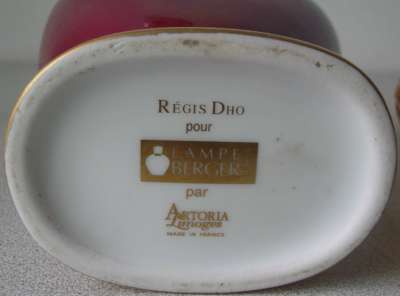 RÉGIS DHO
pour
LAMPE
BERGER
par
ARTORIA
Limoges
MADE IN FRANCE